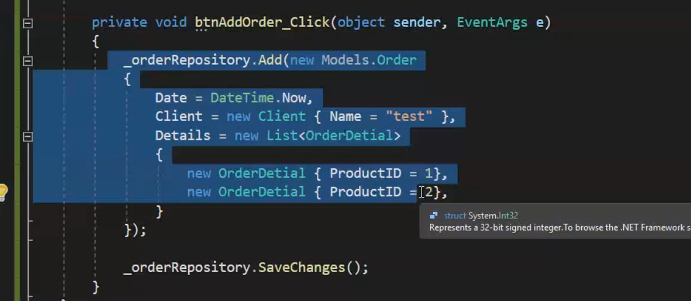 private void btnAddOrder_Click(object sender, EventArgs e)
{
_orderRepository.Add(new Models.Order
{
Date = DateTime.Now,
Client = new Client { Name = "test" },
Details = new List<OrderDetial>
{
new OrderDetial { ProductID = 1},
new OrderDetial { ProductID = 2},
}
});
struct System.Int32
Represents a 32-bit signed integer.To browse the .NET Framework s
_orderRepository.SaveChanges();
}